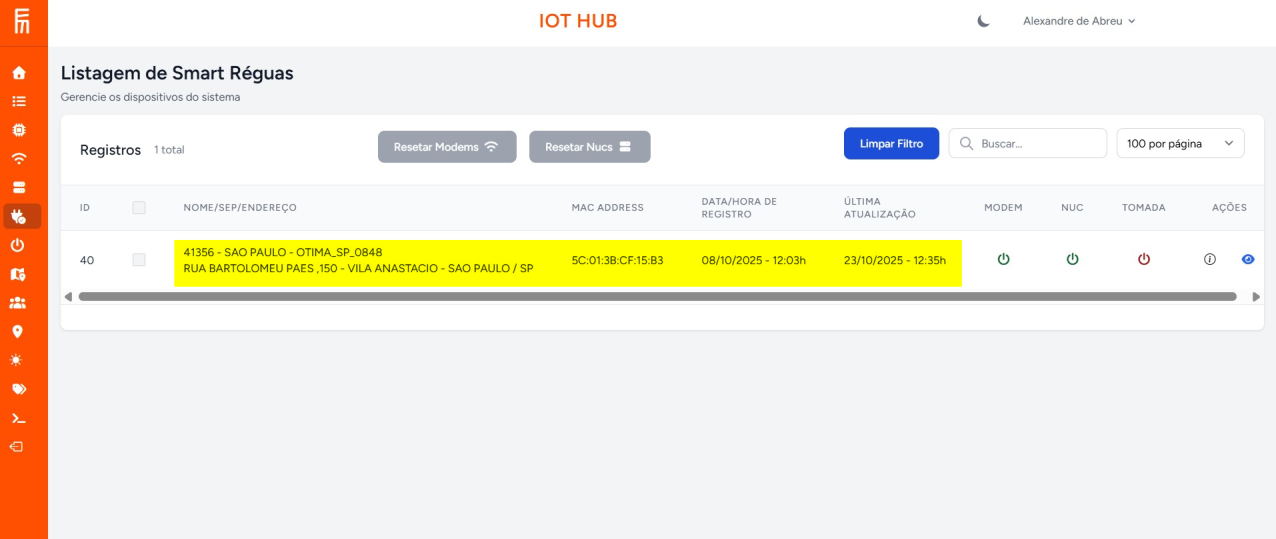 IOT HUB
Alexandre de Abreu
Listagem de Smart Réguas
Gerencie os dispositivos do sistema
Registros 1 total
Resetar Modems
Resetar Nucs
Limpar Filtro
Buscar...
100 por página
ID NOME/SEP/ENDEREÇO MAC ADDRESS DATA/HORA DE REGISTRO ÚLTIMA ATUALIZAÇÃO MODEM NUC TOMADA AÇÕES
40
41356 - SAO PAULO - OTIMA_SP_0848
RUA BARTOLOMEU PAES ,150 - VILA ANASTACIO - SAO PAULO / SP
5C:01:3B:CF:15:B3
08/10/2025 - 12:03h
23/10/2025 - 12:35h